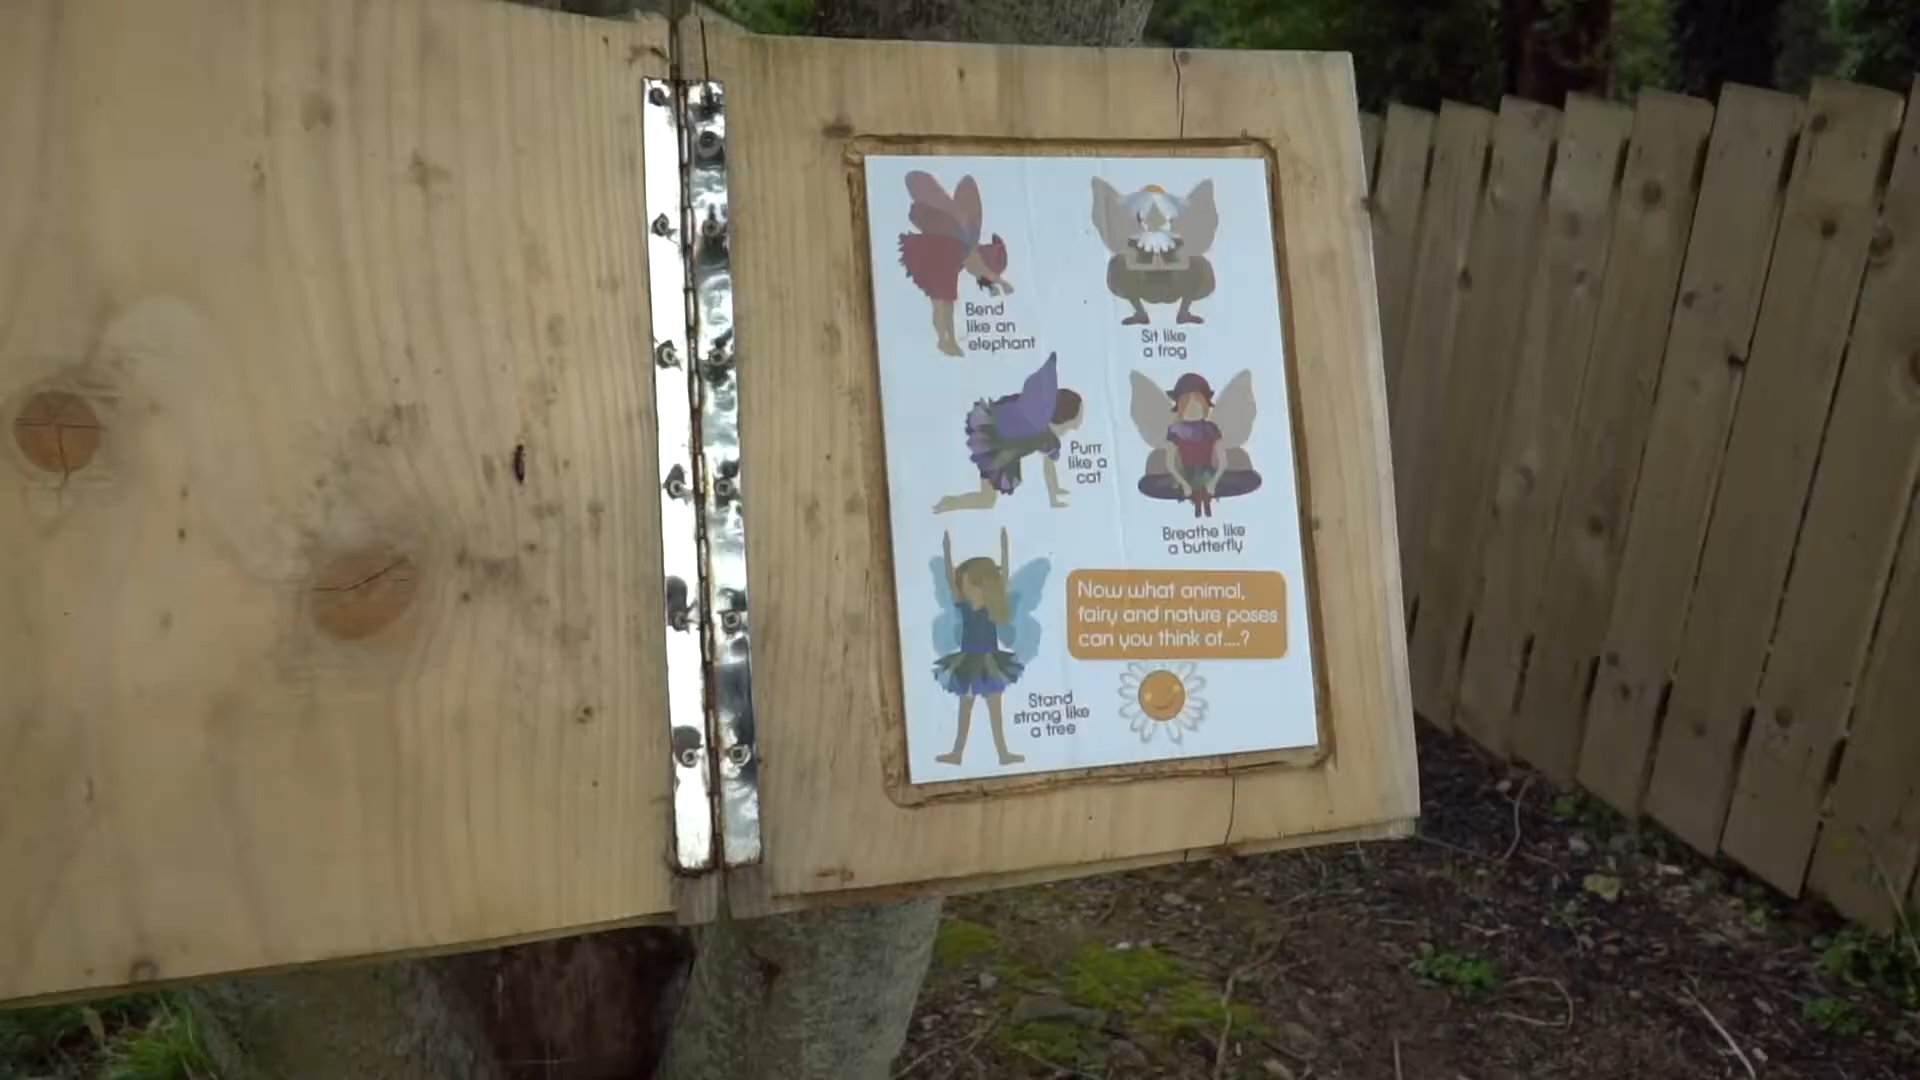 Bend
like an
elephant
Sit like
a frog
Purrr
like a
cat
Breathe like
a butterfly
Stand
strong like
a tree
Now what animal,
fairy and nature poses
can you think of....?